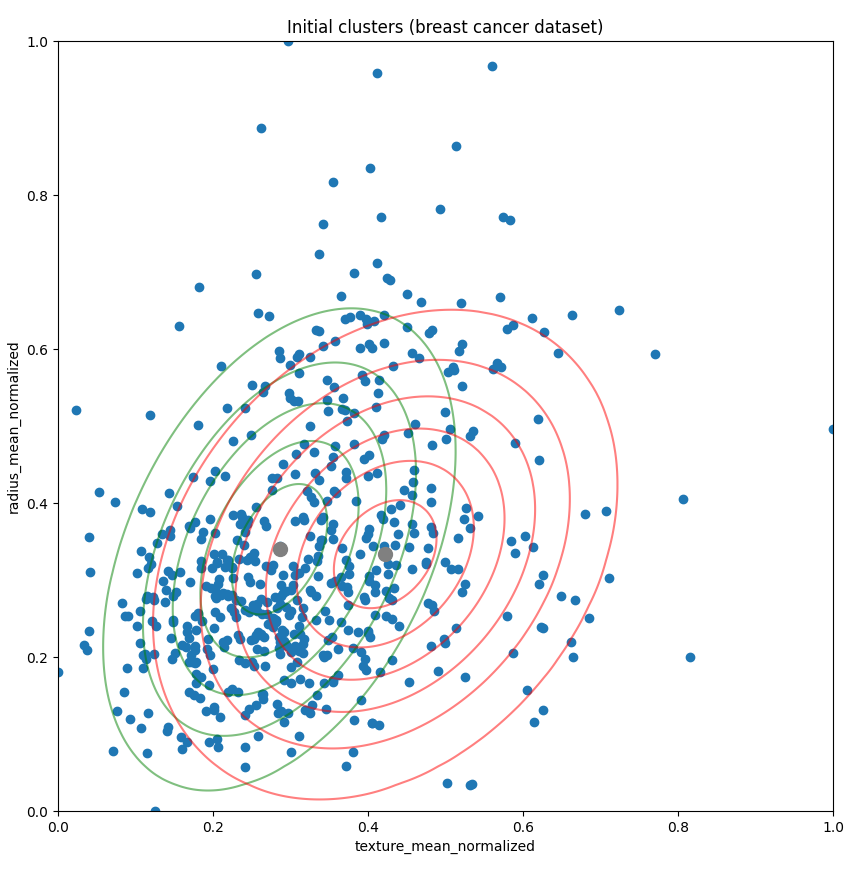 Initial clusters (breast cancer dataset)
1.0
0.8
0.6
0.4
0.2
0.0
radius_mean_normalized
0.0 0.2 0.4 0.6 0.8 1.0
texture_mean_normalized